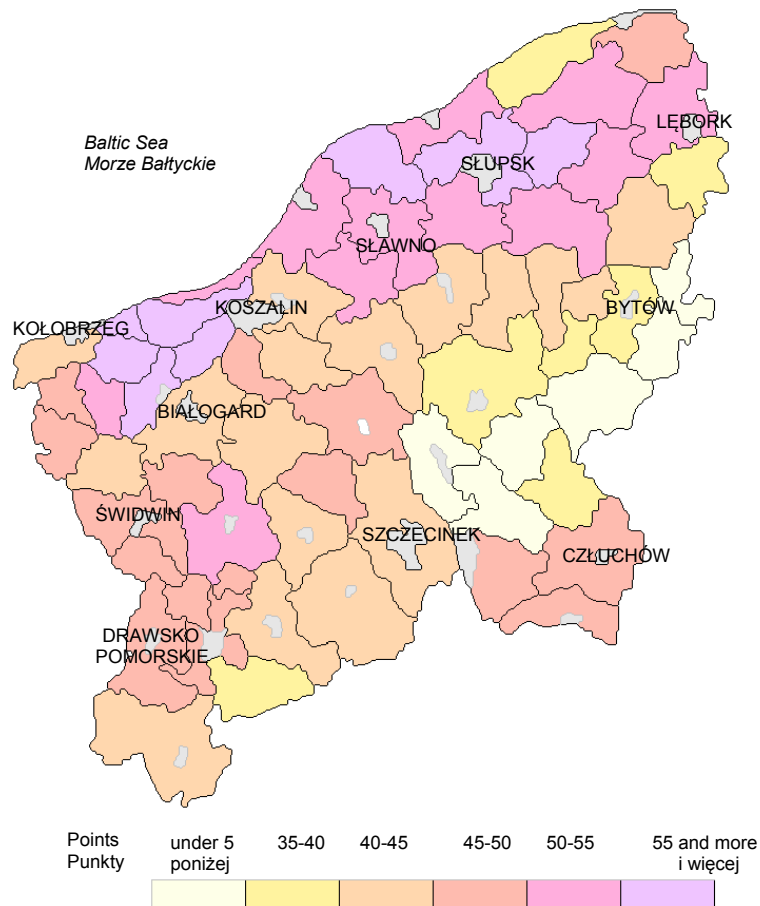 LĘBORK
Baltic Sea
Morze Bałtyckie
SŁUPSK
SŁAWNO
KOSZALIN
BYTÓW
KOŁOBRZEG
BIAŁOGARD
ŚWIDWIN
SZCZECINEK
CZŁUCHÓW
DRAWSKO
POMORSKIE
Points under 5 35-40 40-45 45-50 50-55 55 and more
Punkty poniżej i więcej